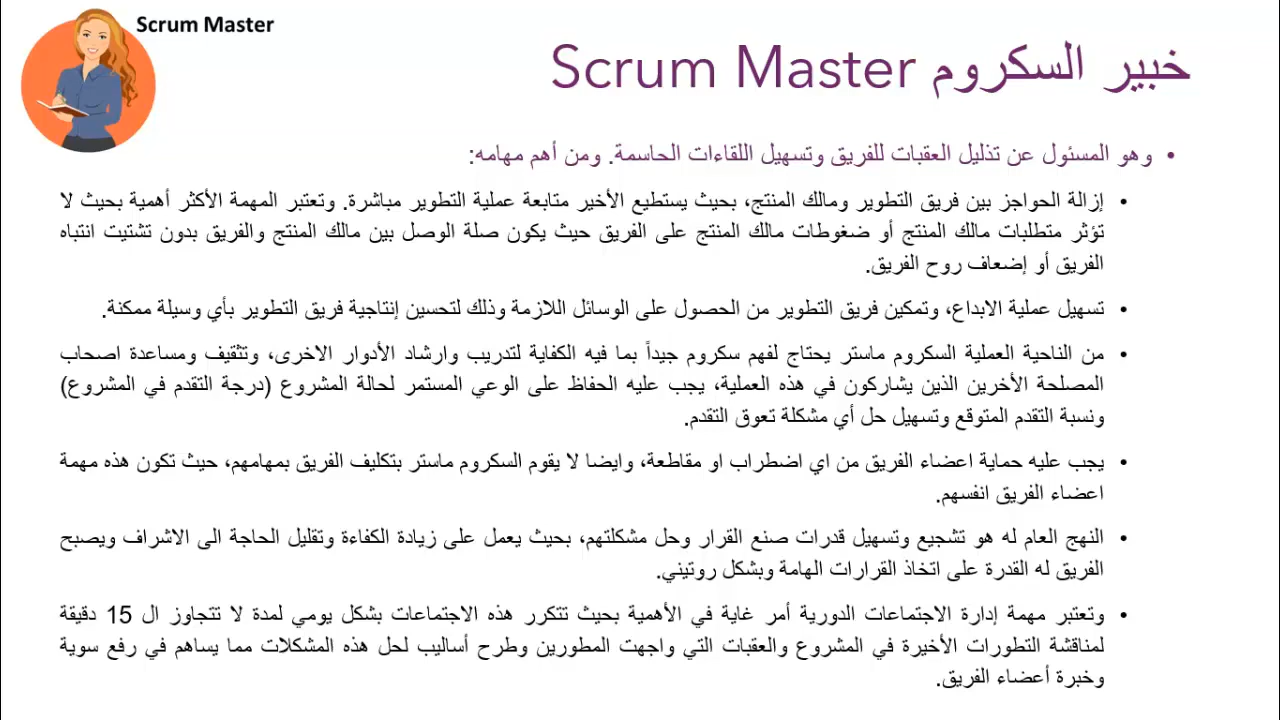 Scrum Master
خبير السكروم Scrum Master
• وهو المسئول عن تذليل العقبات للفريق وتسهيل اللقاءات الحاسمة. ومن أهم مهامه:
• إزالة الحواجز بين فريق التطوير ومالك المنتج، بحيث يستطيع الأخير متابعة عملية التطوير مباشرة. وتعتبر المهمة الأكثر أهمية بحيث لا
تؤثر متطلبات مالك المنتج أو ضغوطات مالك المنتج على الفريق حيث يكون صلة الوصل بين مالك المنتج والفريق بدون تشتيت انتباه
الفريق أو إضعاف روح الفريق.
• تسهيل عملية الابداع، وتمكين فريق التطوير من الحصول على الوسائل اللازمة وذلك لتحسين إنتاجية فريق التطوير بأي وسيلة ممكنة.
• من الناحية العملية السكروم ماستر يحتاج لفهم سكروم جيداً بما فيه الكفاية لتدريب وارشاد الأدوار الاخرى، وتثقيف ومساعدة اصحاب
المصلحة الأخرين الذين يشاركون في هذه العملية، يجب عليه الحفاظ على الوعي المستمر لحالة المشروع (درجة التقدم في المشروع)
ونسبة التقدم المتوقع وتسهيل حل أي مشكلة تعوق التقدم.
• يجب عليه حماية اعضاء الفريق من اي اضطراب او مقاطعة، وايضا لا يقوم السكروم ماستر بتكليف الفريق بمهامهم، حيث تكون هذه مهمة
اعضاء الفريق انفسهم.
• النهج العام له هو تشجيع وتسهيل قدرات صنع القرار وحل مشكلتهم، بحيث يعمل على زيادة الكفاءة وتقليل الحاجة الى الاشراف ويصبح
الفريق له القدرة على اتخاذ القرارات الهامة وبشكل روتيني.
• وتعتبر مهمة إدارة الاجتماعات الدورية أمر غاية في الأهمية بحيث تتكرر هذه الاجتماعات بشكل يومي لمدة لا تتجاوز ال 15 دقيقة
لمناقشة التطورات الأخيرة في المشروع والعقبات التي واجهت المطورين وطرح أساليب لحل هذه المشكلات مما يساهم في رفع سوية
وخبرة أعضاء الفريق.